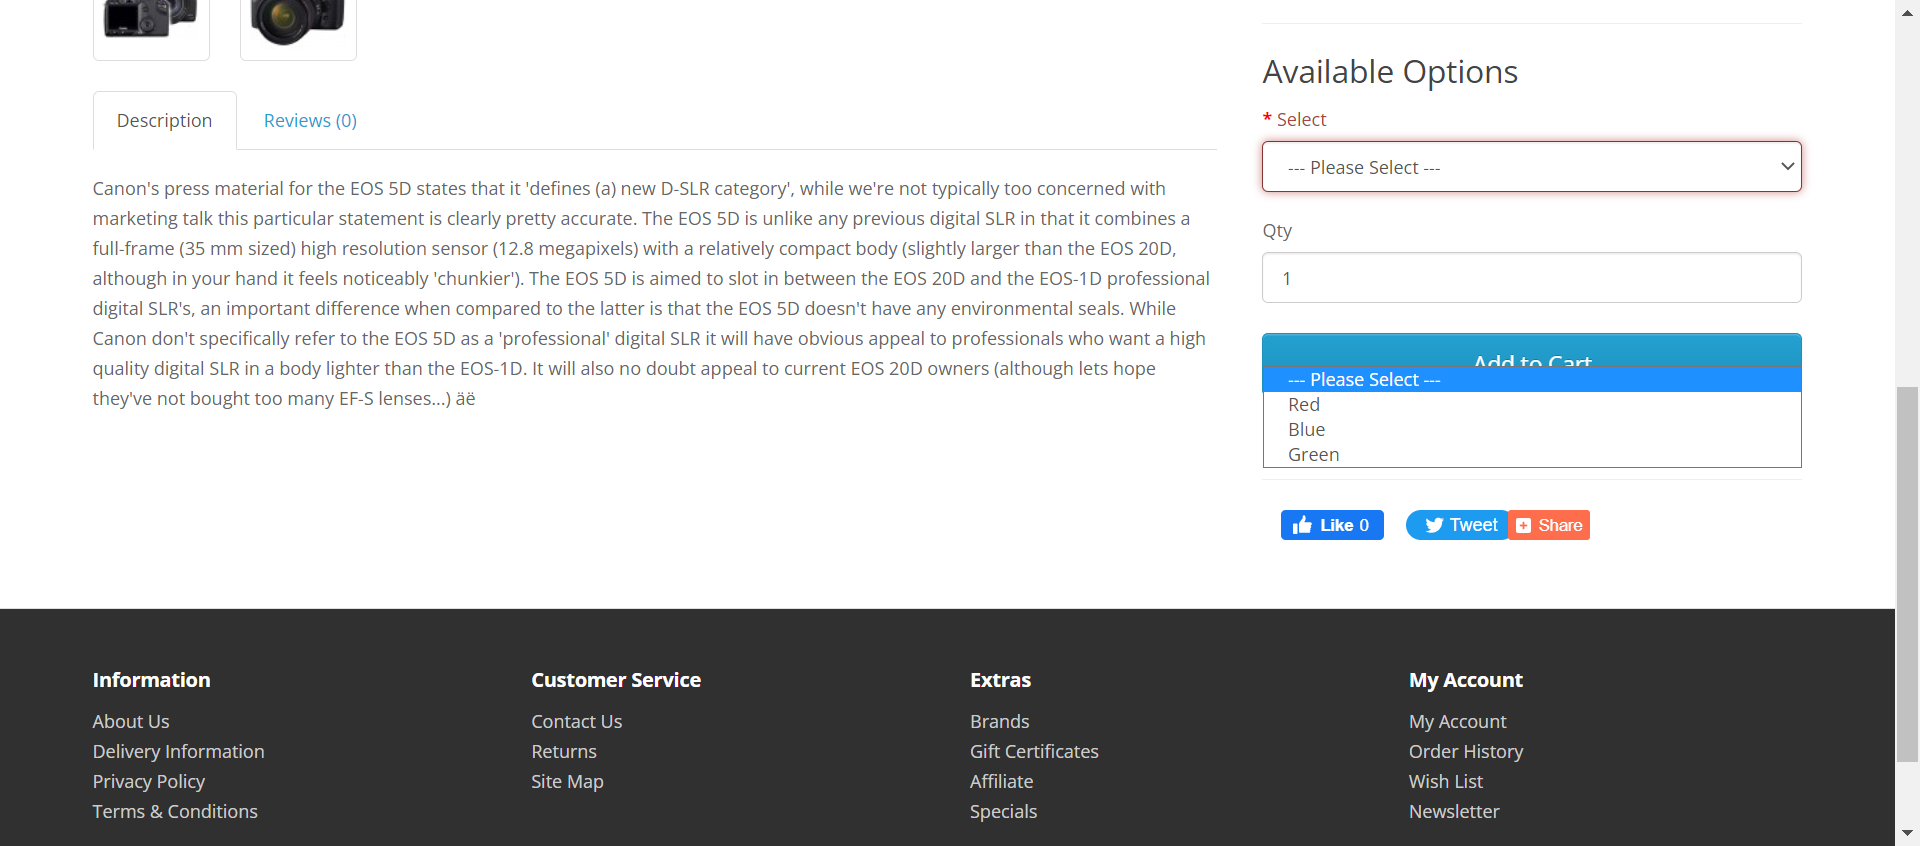 Description
Reviews (0)
Canon's press material for the EOS 5D states that it 'defines (a) new D-SLR category', while we're not typically too concerned with
marketing talk this particular statement is clearly pretty accurate. The EOS 5D is unlike any previous digital SLR in that it combines a
full-frame (35 mm sized) high resolution sensor (12.8 megapixels) with a relatively compact body (slightly larger than the EOS 20D,
although in your hand it feels noticeably 'chunkier'). The EOS 5D is aimed to slot in between the EOS 20D and the EOS-1D professional
digital SLR's, an important difference when compared to the latter is that the EOS 5D doesn't have any environmental seals. While
Canon don't specifically refer to the EOS 5D as a 'professional' digital SLR it will have obvious appeal to professionals who want a high
quality digital SLR in a body lighter than the EOS-1D. It will also no doubt appeal to current EOS 20D owners (although lets hope
they've not bought too many EF-S lenses...) äë
Available Options
* Select
--- Please Select ---
Qty
1
Add to Cart
--- Please Select ---
Red
Blue
Green
Like 0
Tweet
Share
Information
About Us
Delivery Information
Privacy Policy
Terms & Conditions
Customer Service
Contact Us
Returns
Site Map
Extras
Brands
Gift Certificates
Affiliate
Specials
My Account
My Account
Order History
Wish List
Newsletter